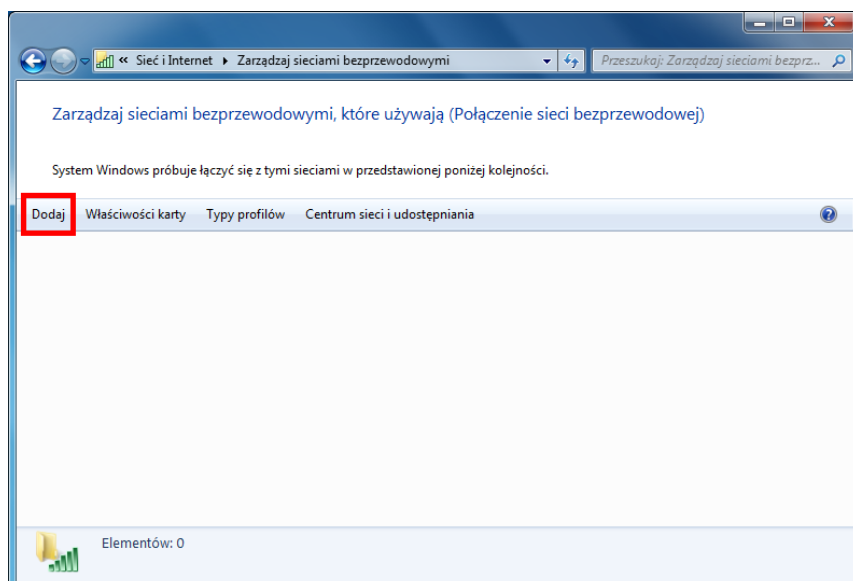 « Sieć i Internet Zarządzaj sieciami bezprzewodowymi Przeszukaj: Zarządzaj sieciami bezprz...
Zarządzaj sieciami bezprzewodowymi, które używają (Połączenie sieci bezprzewodowej)
System Windows próbuje łączyć się z tymi sieciami w przedstawionej poniżej kolejności.
Dodaj Właściwości karty Typy profilów Centrum sieci i udostępniania
Elementów: 0